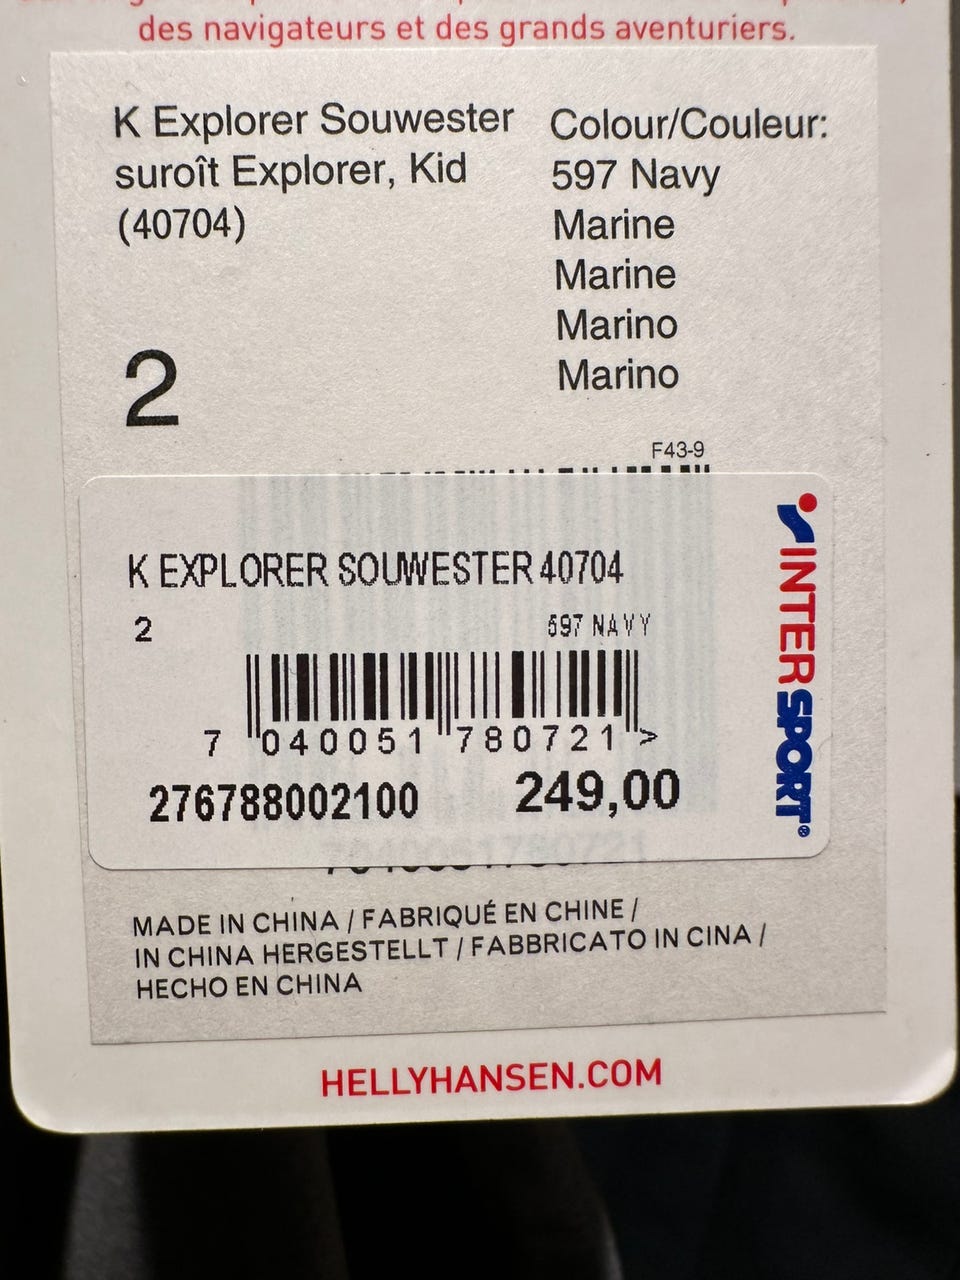 des navigateurs et des grands aventuriers.
K Explorer Souwester
suroît Explorer, Kid
(40704)
2
Colour/Couleur:
597 Navy
Marine
Marine
Marino
Marino
F43-9
K EXPLORER SOUWESTER 40704
2
597 NAVY
7 040051 780721 >
276788002100
249,00
INTERSPORT®
7040051780721
MADE IN CHINA / FABRIQUÉ EN CHINE /
IN CHINA HERGESTELLT / FABBRICATO IN CINA /
HECHO EN CHINA
HELLYHANSEN.COM